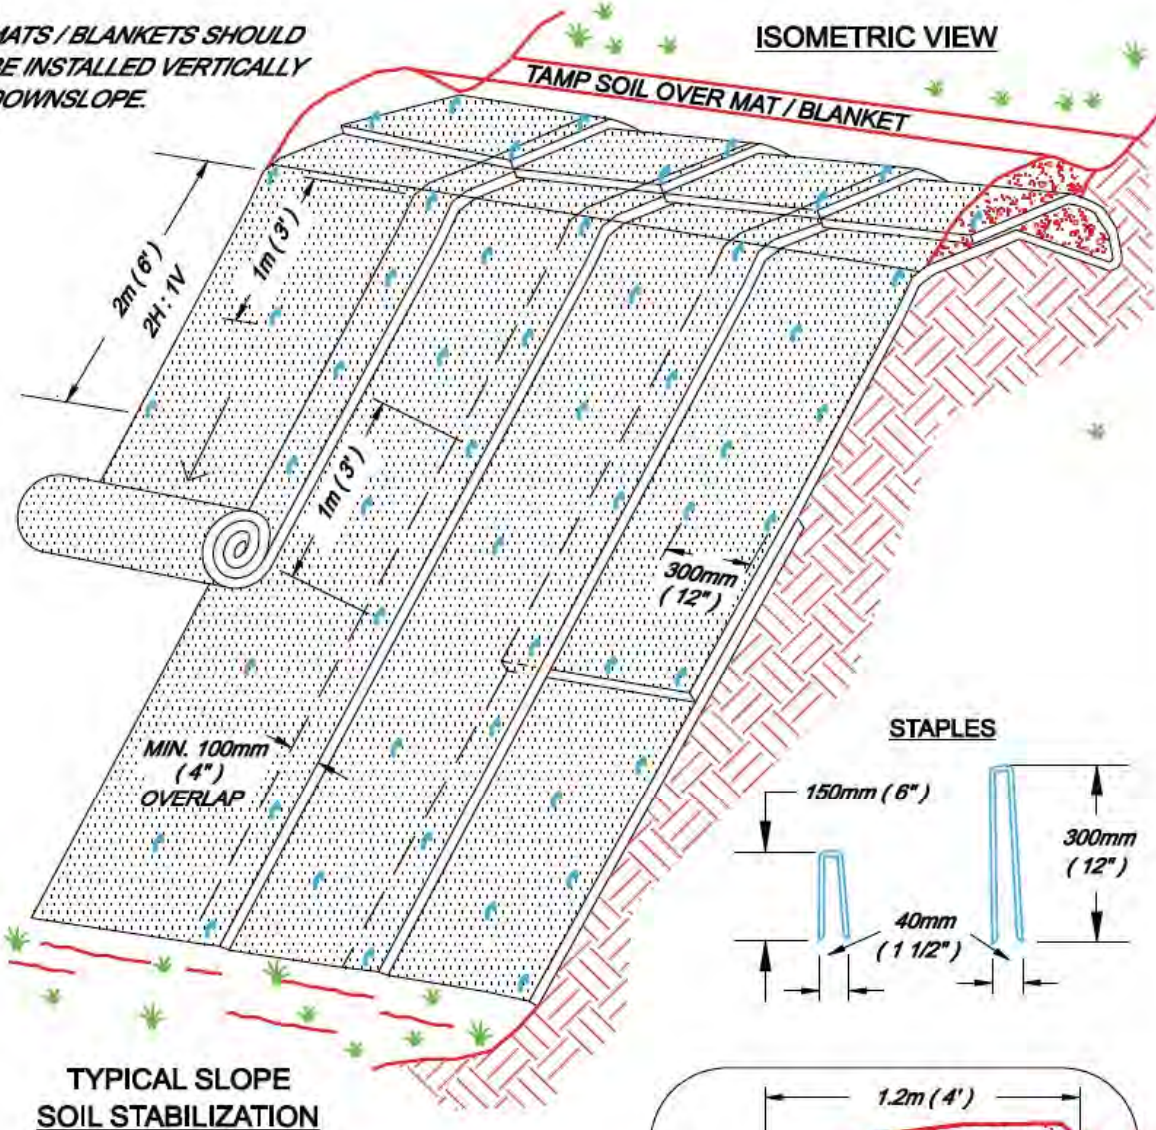 MATS / BLANKETS SHOULD
BE INSTALLED VERTICALLY
DOWNSLOPE.
ISOMETRIC VIEW
TAMP SOIL OVER MAT / BLANKET
2m ( 6' )
2H : 1V
1m ( 3' )
1m ( 3' )
300mm
( 12" )
MIN. 100mm
( 4" )
OVERLAP
STAPLES
150mm ( 6" )
300mm
( 12" )
40mm
( 1 1/2" )
TYPICAL SLOPE
SOIL STABILIZATION
1.2m ( 4' )